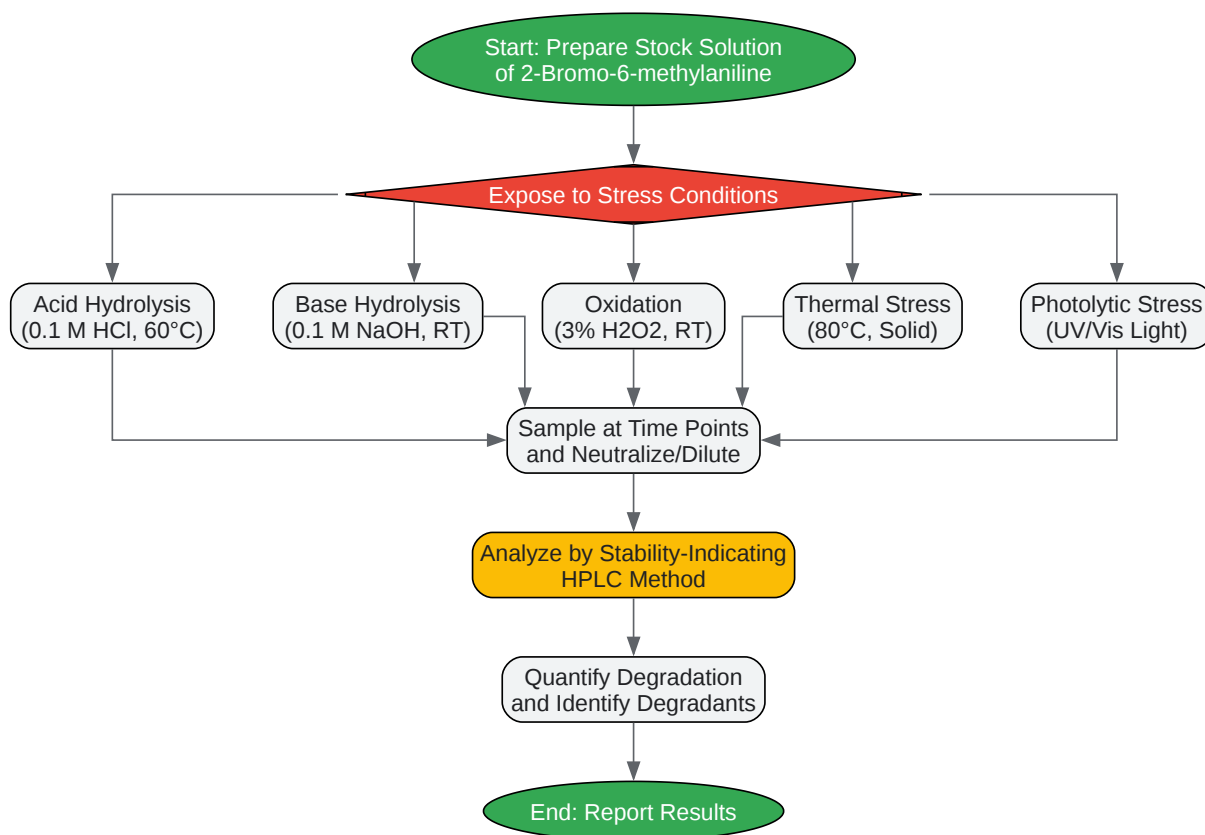 Start: Prepare Stock Solution
of 2-Bromo-6-methylaniline
Expose to Stress Conditions
Acid Hydrolysis
(0.1 M HCl, 60°C)
Base Hydrolysis
(0.1 M NaOH, RT)
Oxidation
(3% H2O2, RT)
Thermal Stress
(80°C, Solid)
Photolytic Stress
(UV/Vis Light)
Sample at Time Points
and Neutralize/Dilute
Analyze by Stability-Indicating
HPLC Method
Quantify Degradation
and Identify Degradants
End: Report Results